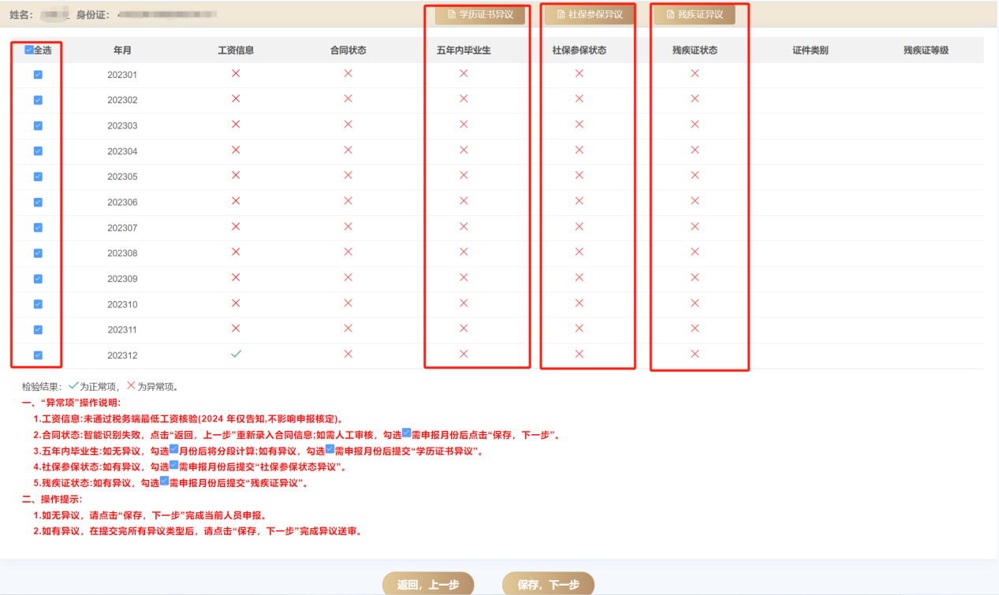 姓名： 身份证：
学历证书异议 社保参保异议 残疾证异议
全选 年月 工资信息 合同状态 五年内毕业生 社保参保状态 残疾证状态 证件类别 残疾证等级
202301
202302
202303
202304
202305
202306
202307
202308
202309
202310
202311
202312
检验结果：✓为正常项，✕为异常项。
一、“异常项”操作说明:
1.工资信息:未通过税务端最低工资核验(2024 年仅告知,不影响申报核定)。
2.合同状态:智能识别失败，点击“返回，上一步”重新录入合同信息;如需人工审核，勾选需申报月份后点击“保存，下一步”。
3.五年内毕业生:如无异议，勾选月份后将分段计算;如有异议，勾选需申报月份后提交“学历证书异议”。
4.社保参保状态:如有异议，勾选需申报月份后提交“社保参保状态异议”。
5.残疾证状态:如有异议，勾选需申报月份后提交“残疾证异议”。
二、操作提示:
1.如无异议，请点击“保存，下一步”完成当前人员申报。
2.如有异议，在提交完所有异议类型后，请点击“保存，下一步”完成异议送审。
返回，上一步 保存，下一步